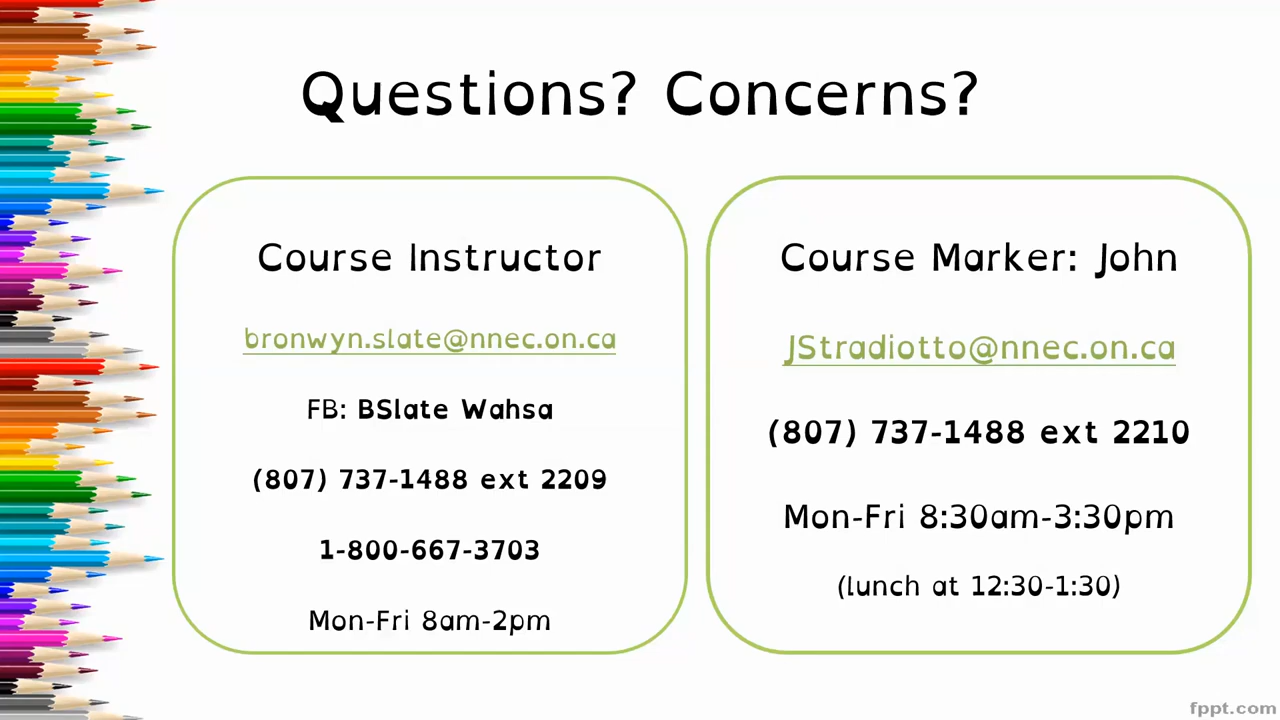 Questions? Concerns?
Course Instructor
bronwyn.slate@nnec.on.ca
FB: BSlate Wahsa
(807) 737-1488 ext 2209
1-800-667-3703
Mon-Fri 8am-2pm
Course Marker: John
JStradiotto@nnec.on.ca
(807) 737-1488 ext 2210
Mon-Fri 8:30am-3:30pm
(lunch at 12:30-1:30)
fppt.com